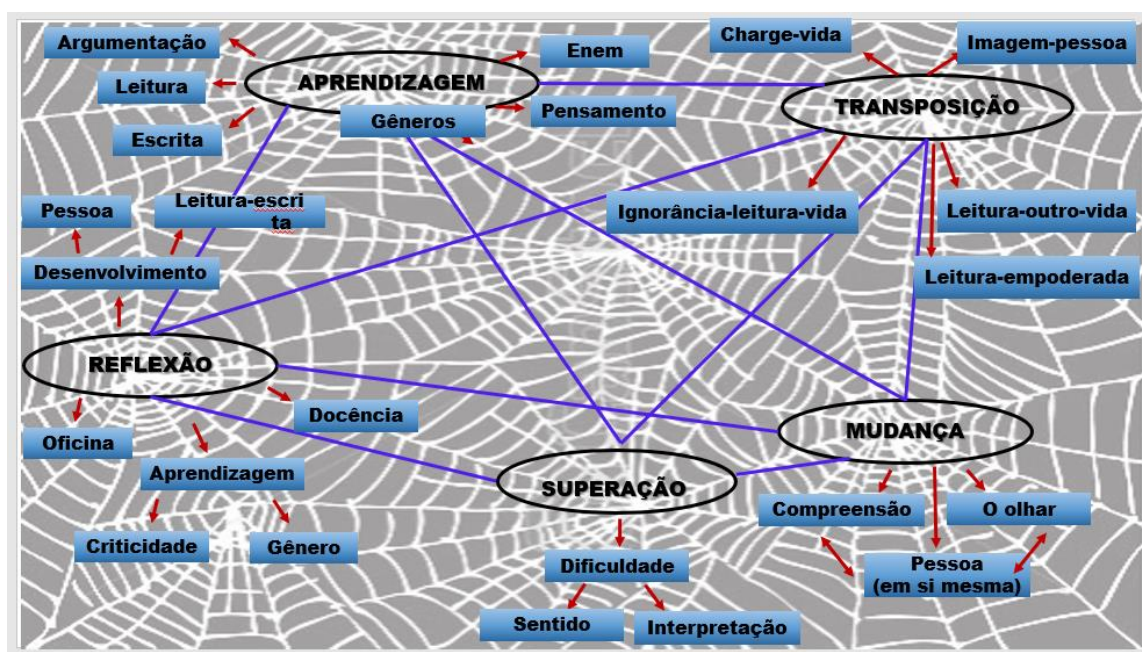 Argumentação
Leitura
Escrita
APRENDIZAGEM
Gêneros
Enem
Pensamento
Charge-vida
Imagem-pessoa
TRANSPOSIÇÃO
Ignorância-leitura-vida
Leitura-outro-vida
Leitura-empoderada
Pessoa
Leitura-escri
ta
Desenvolvimento
REFLEXÃO
Docência
Oficina
Aprendizagem
Criticidade
Gênero
SUPERAÇÃO
Dificuldade
Sentido
Interpretação
MUDANÇA
Compreensão
O olhar
Pessoa
(em si mesma)